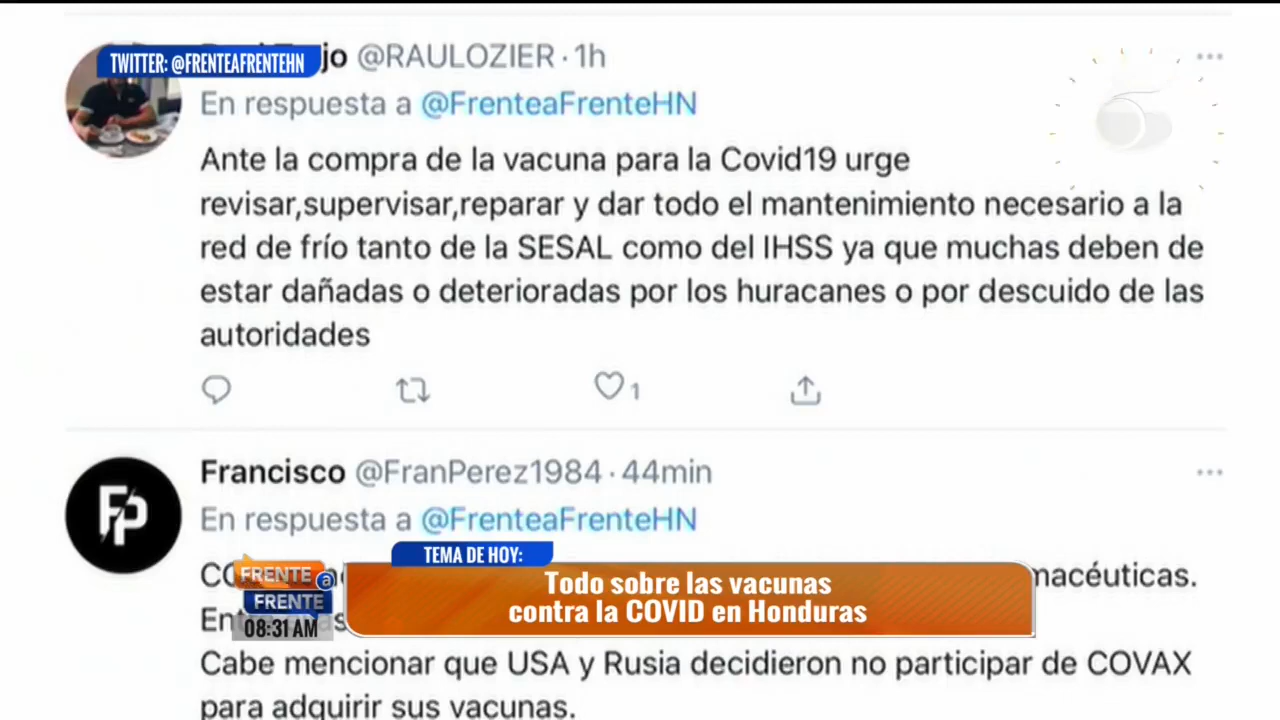 TWITTER: @FRENTEAFRENTEHN
jo @RAULOZIER · 1h
En respuesta a @FrenteaFrenteHN
Ante la compra de la vacuna para la Covid19 urge
revisar,supervisar,reparar y dar todo el mantenimiento necesario a la
red de frío tanto de la SESAL como del IHSS ya que muchas deben de
estar dañadas o deterioradas por los huracanes o por descuido de las
autoridades
1
FP
Francisco @FranPerez1984 · 44min
En respuesta a @FrenteaFrenteHN
TEMA DE HOY:
macéuticas.
FRENTE @
FRENTE
08:31 AM
Todo sobre las vacunas
contra la COVID en Honduras
Cabe mencionar que USA y Rusia decidieron no participar de COVAX
para adquirir sus vacunas.